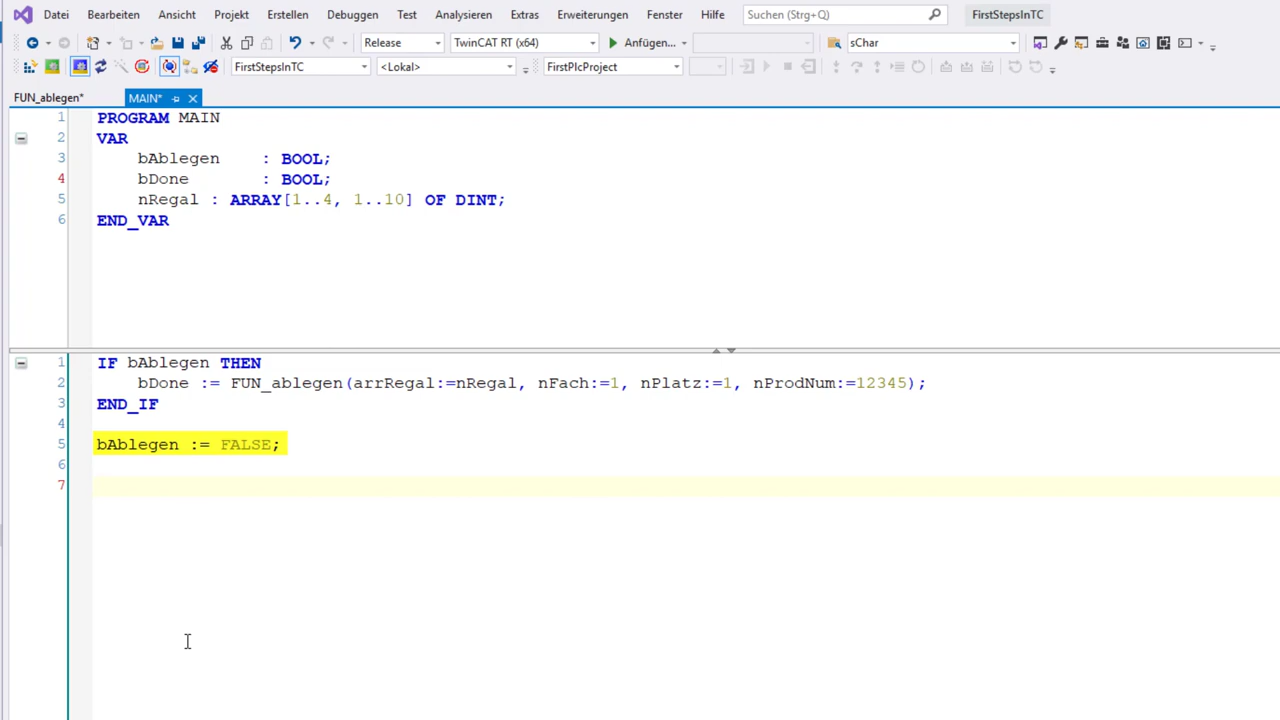 Datei Bearbeiten Ansicht Projekt Erstellen Debuggen Test Analysieren Extras Erweiterungen Fenster Hilfe Suchen (Strg+Q) FirstStepsInTC
Release TwinCAT RT (x64) Anfügen... sChar
FirstStepsInTC <Lokal> FirstPlcProject
FUN_ablegen* MAIN*
1 PROGRAM MAIN
2 VAR
3 bAblegen : BOOL;
4 bDone : BOOL;
5 nRegal : ARRAY[1..4, 1..10] OF DINT;
6 END_VAR
1 IF bAblegen THEN
2 bDone := FUN_ablegen(arrRegal:=nRegal, nFach:=1, nPlatz:=1, nProdNum:=12345);
3 END_IF
4
5 bAblegen := FALSE;
6
7